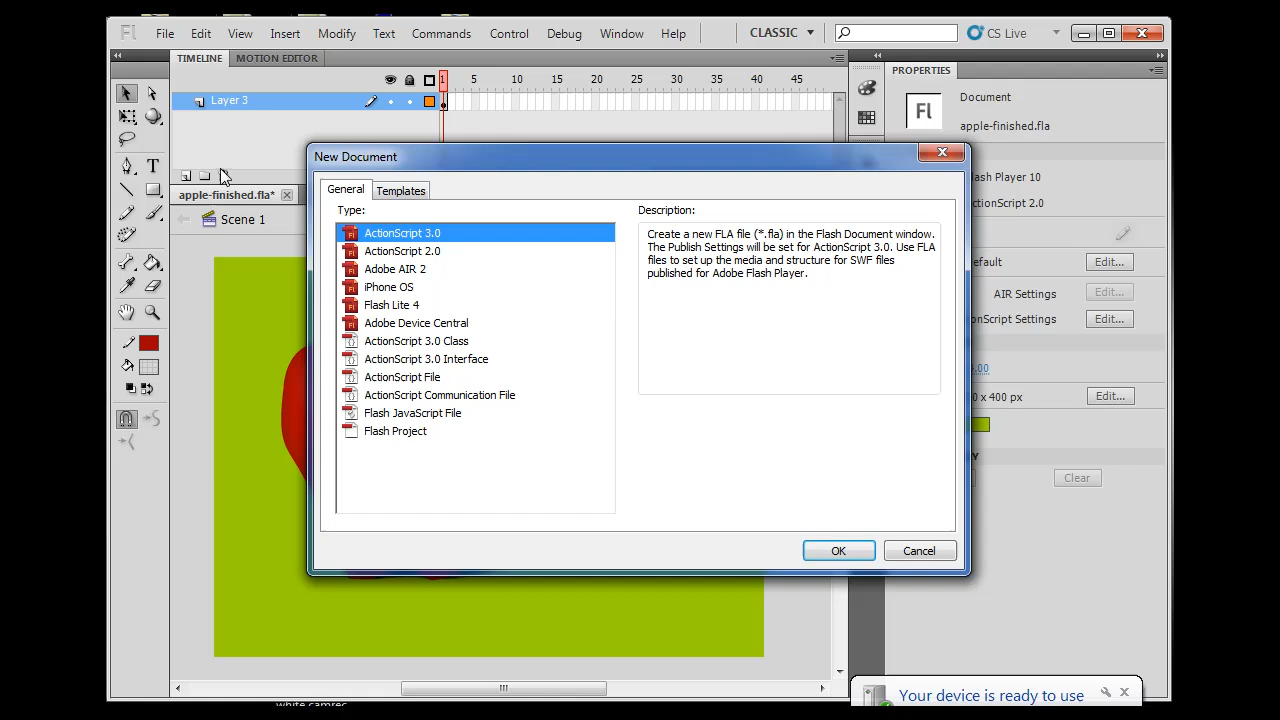 Fl File Edit View Insert Modify Text Commands Control Debug Window Help CLASSIC CS Live
TIMELINE MOTION EDITOR PROPERTIES
1 5 10 15 20 25 30 35 40 45
Layer 3
Fl
Document
apple-finished.fla
New Document
apple-finished.fla*
Scene 1
General Templates
Type:
ActionScript 3.0
ActionScript 2.0
Adobe AIR 2
iPhone OS
Flash Lite 4
Adobe Device Central
ActionScript 3.0 Class
ActionScript 3.0 Interface
ActionScript File
ActionScript Communication File
Flash JavaScript File
Flash Project
Description:
Create a new FLA file (*.fla) in the Flash Document window.
The Publish Settings will be set for ActionScript 3.0. Use FLA
files to set up the media and structure for SWF files
published for Adobe Flash Player.
OK Cancel
lash Player 10
ctionScript 2.0
efault Edit...
AIR Settings Edit...
onScript Settings Edit...
.00
0 x 400 px Edit...
Y
Clear
Your device is ready to use
white camrec